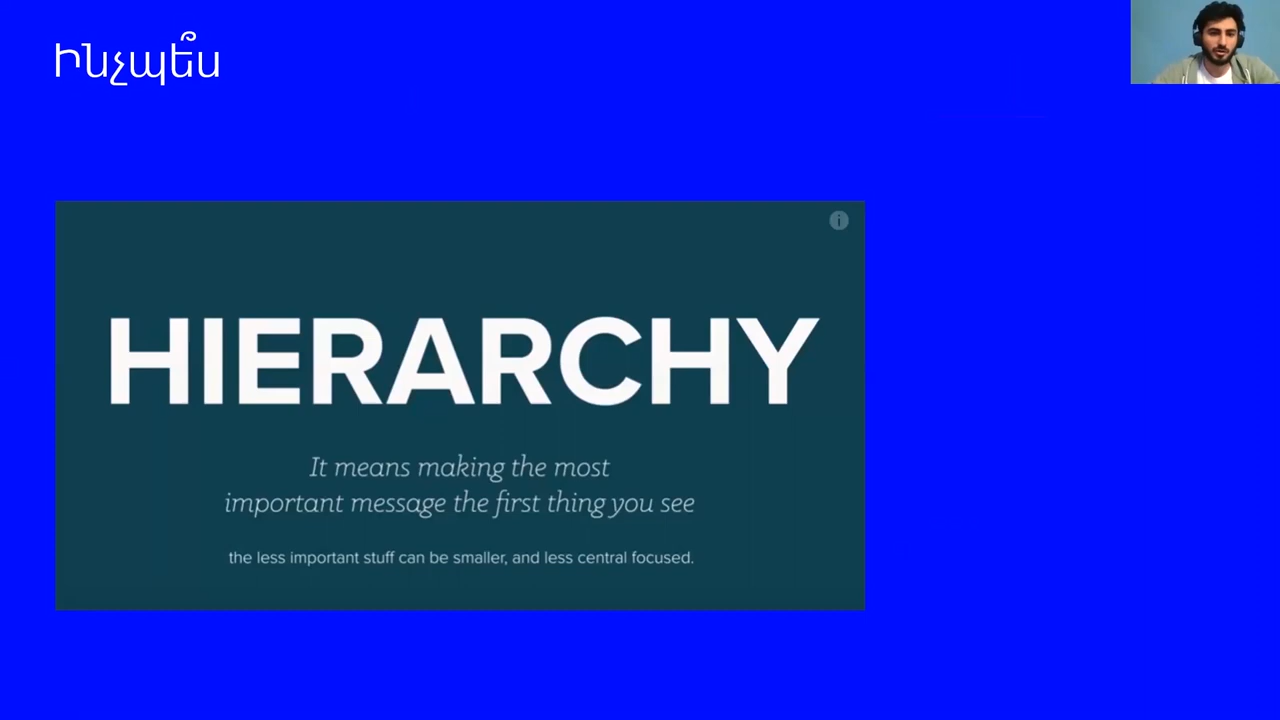 Ինչպե՞ս
HIERARCHY
It means making the most
important message the first thing you see
the less important stuff can be smaller, and less central focused.